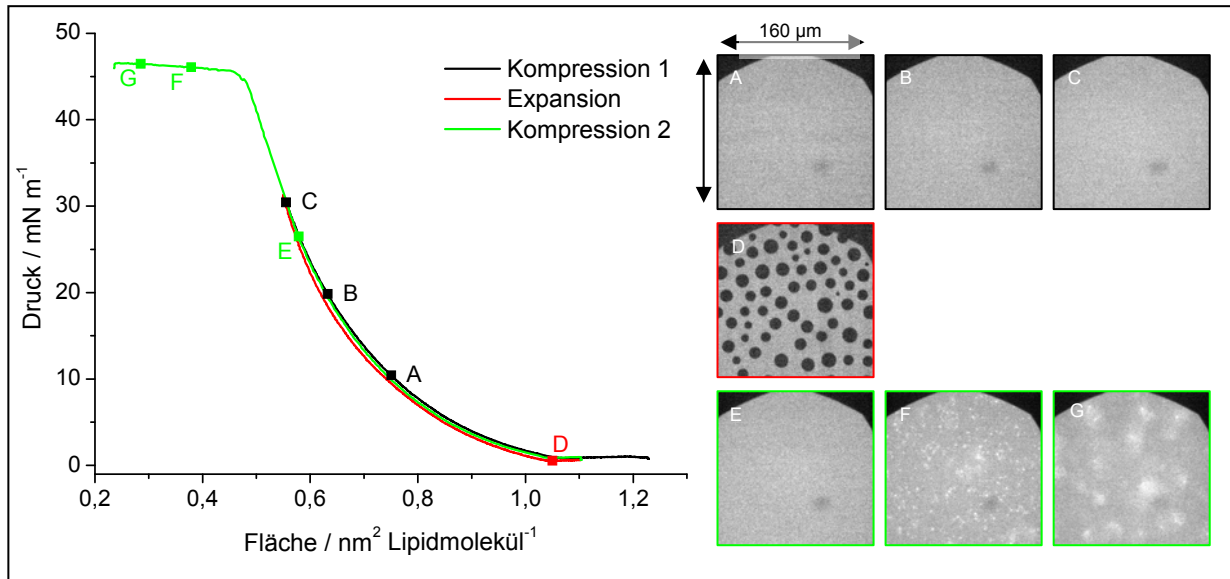 50
40
30
20
10
0
Druck / mN m⁻¹
0,2
0,4
0,6
0,8
1,0
1,2
Fläche / nm² Lipidmolekül⁻¹
Kompression 1
Expansion
Kompression 2
G
F
C
E
B
A
D
160 µm
A
B
C
D
E
F
G